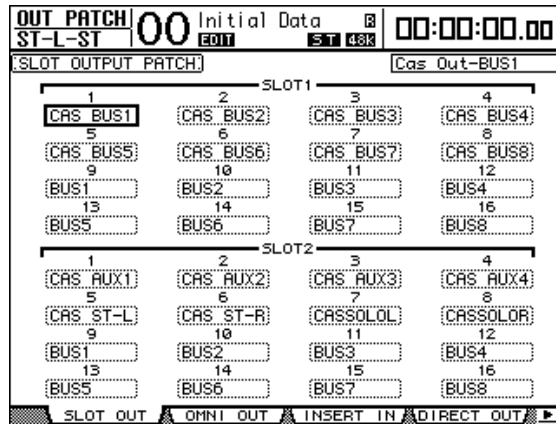 OUT PATCH 00 Initial Data R 00:00:00.00
ST-L-ST EDIT ST 48K
SLOT OUTPUT PATCH Cas Out-BUS1
SLOT1
1 2 3 4
CAS BUS1 CAS BUS2 CAS BUS3 CAS BUS4
5 6 7 8
CAS BUS5 CAS BUS6 CAS BUS7 CAS BUS8
9 10 11 12
BUS1 BUS2 BUS3 BUS4
13 14 15 16
BUS5 BUS6 BUS7 BUS8
SLOT2
1 2 3 4
CAS AUX1 CAS AUX2 CAS AUX3 CAS AUX4
5 6 7 8
CAS ST-L CAS ST-R CASSOLOL CASSOLOR
9 10 11 12
BUS1 BUS2 BUS3 BUS4
13 14 15 16
BUS5 BUS6 BUS7 BUS8
SLOT OUT OMNI OUT INSERT IN DIRECT OUT